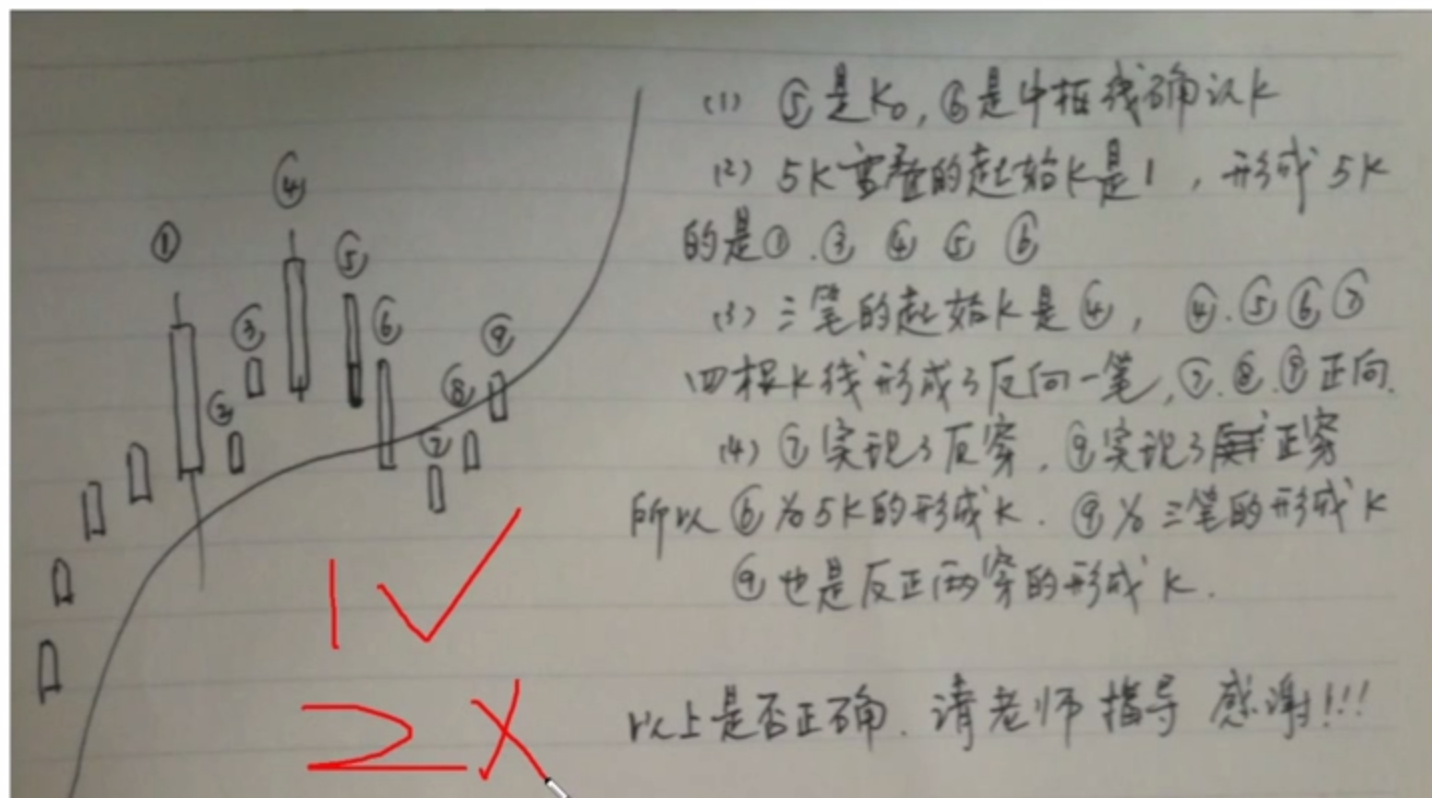 (1) ⑤是K₀,⑥是中枢线确认K
(2) 5K重叠的起始K是1,形成5K
的是①.③ ④ ⑤ ⑥
(3) 三笔的起始K是④, ④.⑤⑥⑦
四根K线形成了反向一笔,⑦.⑧.⑨正向.
(4) ⑦实现了反穿,⑨实现了正穿
所以⑥为5K的形成K.⑨为三笔的形成K
⑨也是反正两穿的形成K.
以上是否正确.请老师指导 感谢!!!
①
④
⑤
③
⑥
⑨
②
⑧
⑦
1√
2×